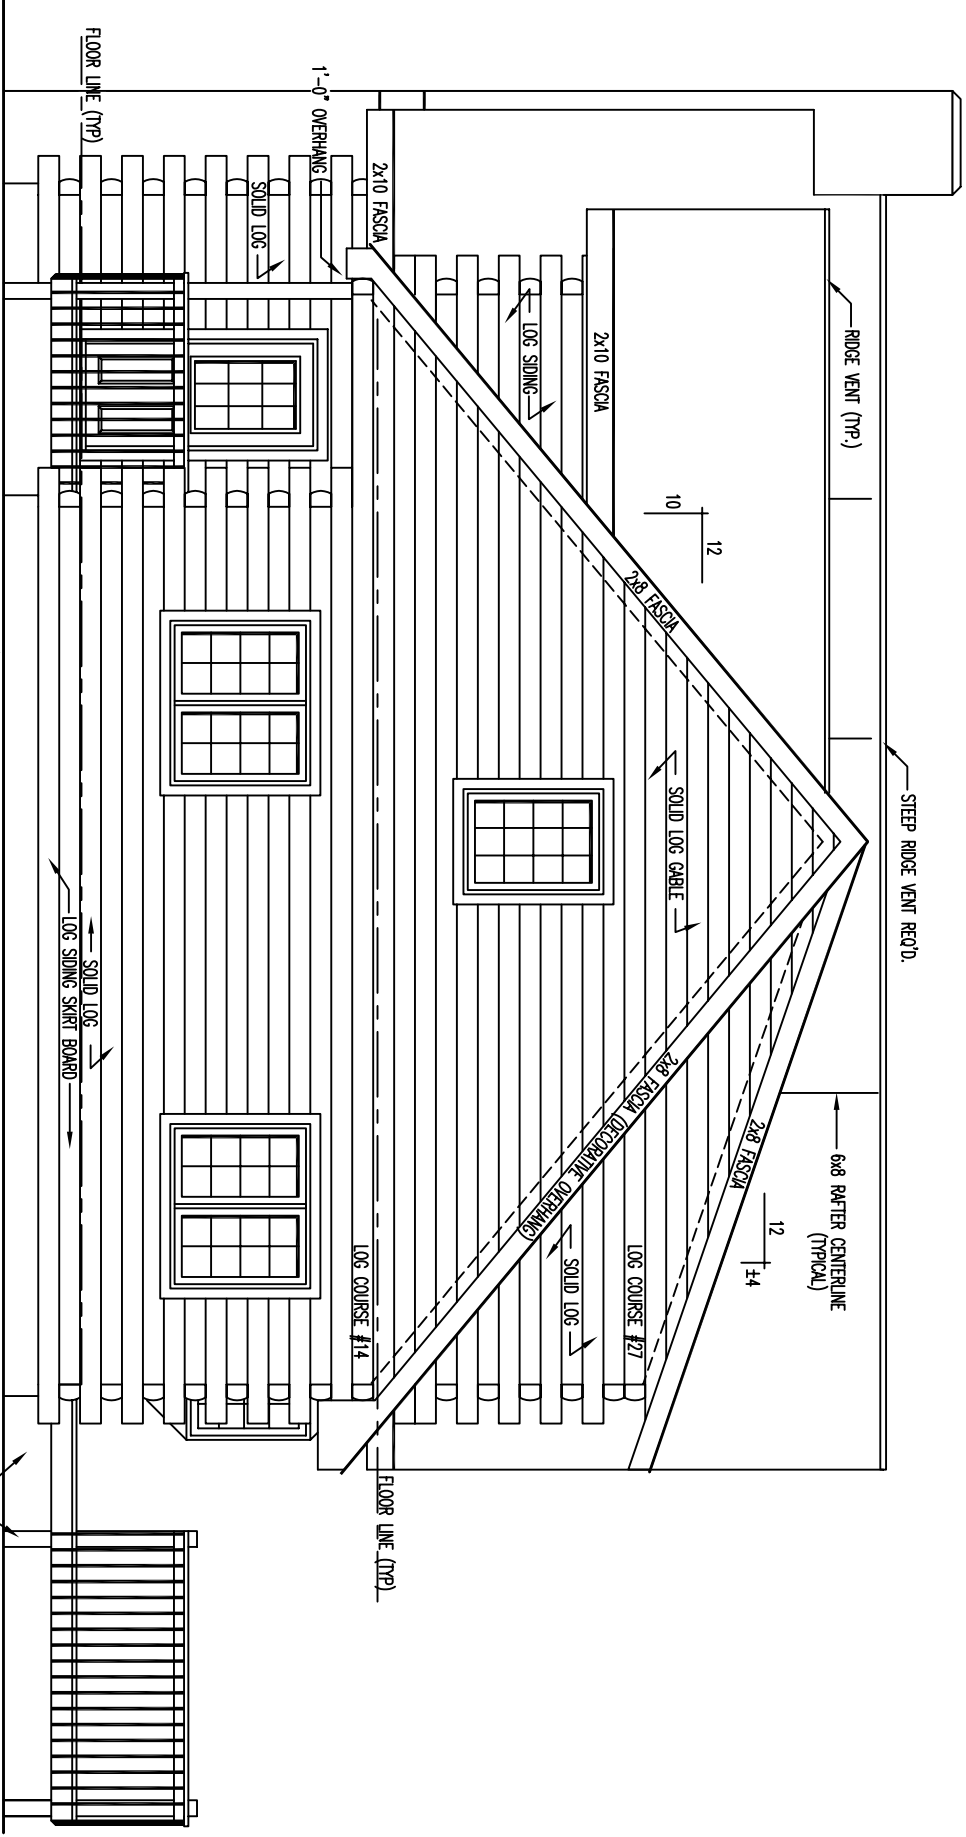 STEEP RIDGE VENT REQ'D.
RIDGE VENT (TYP.)
6x8 RAFTER CENTERLINE
(TYPICAL)
12
±4
2x8 FASCIA
12
10
2x8 FASCIA
SOLID LOG GABLE
2x8 FASCIA (DECORATIVE OVERHANG)
LOG COURSE #27
2x10 FASCIA
LOG SIDING
SOLID LOG
2x10 FASCIA
FLOOR LINE (TYP)
LOG COURSE #14
1'-0" OVERHANG
SOLID LOG
FLOOR LINE (TYP)
SOLID LOG
LOG SIDING SKIRT BOARD